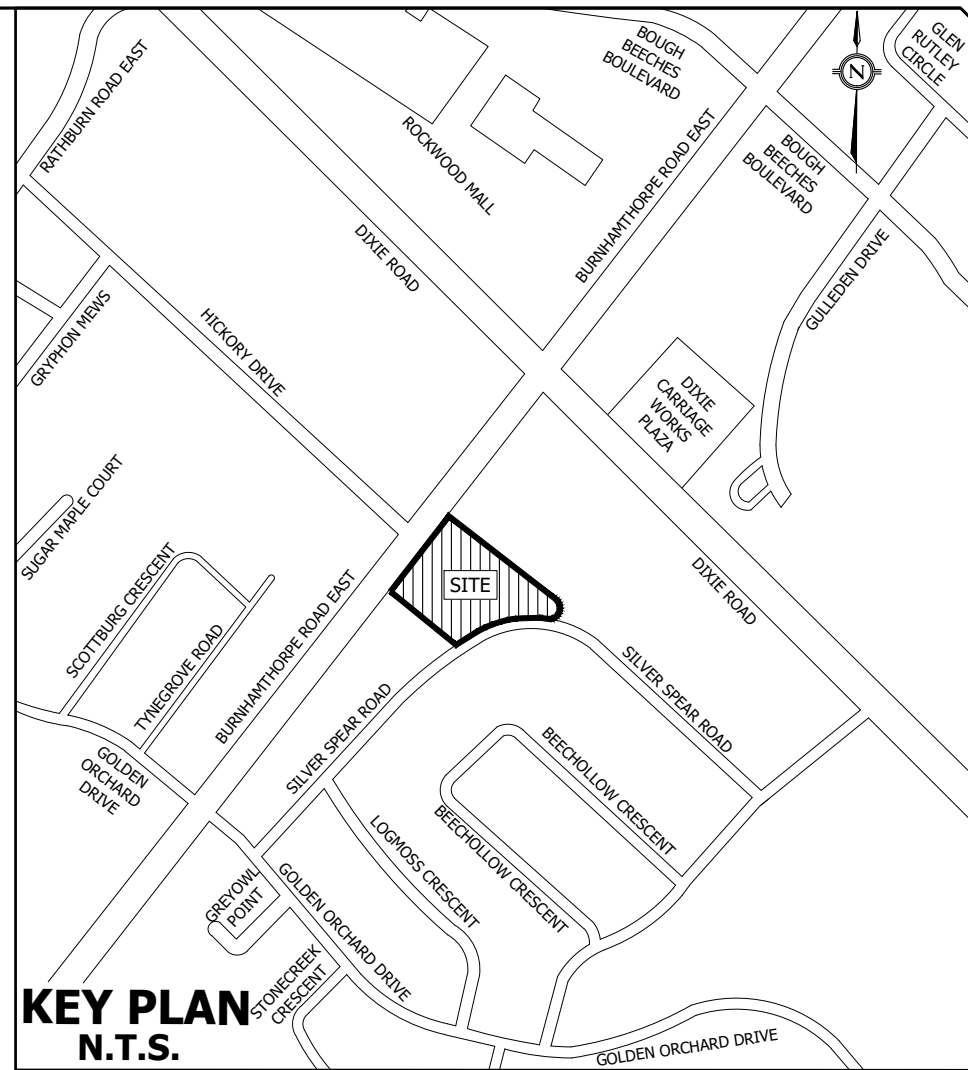 BOUGH
BEECHES
BOULEVARD
GLEN
RUTLEY
CIRCLE
N
RATHBURN ROAD EAST
ROCKWOOD MALL
BURNHAMTHORPE ROAD EAST
BOUGH
BEECHES
BOULEVARD
DIXIE ROAD
GULLEDEN DRIVE
GRYPHON MEWS
HICKORY DRIVE
DIXIE
CARRIAGE
WORKS
PLAZA
SUGAR MAPLE COURT
SCOTTBURG CRESCENT
SITE
DIXIE ROAD
TYNEGROVE ROAD
BURNHAMTHORPE ROAD EAST
SILVER SPEAR ROAD
SILVER SPEAR ROAD
GOLDEN
ORCHARD
DRIVE
BEECHOLLOW CRESCENT
BEECHOLLOW CRESCENT
LOGMOSS CRESCENT
GREYOWL
POINT
GOLDEN ORCHARD DRIVE
STONECREEK
CRESCENT
KEY PLAN
N.T.S.
GOLDEN ORCHARD DRIVE